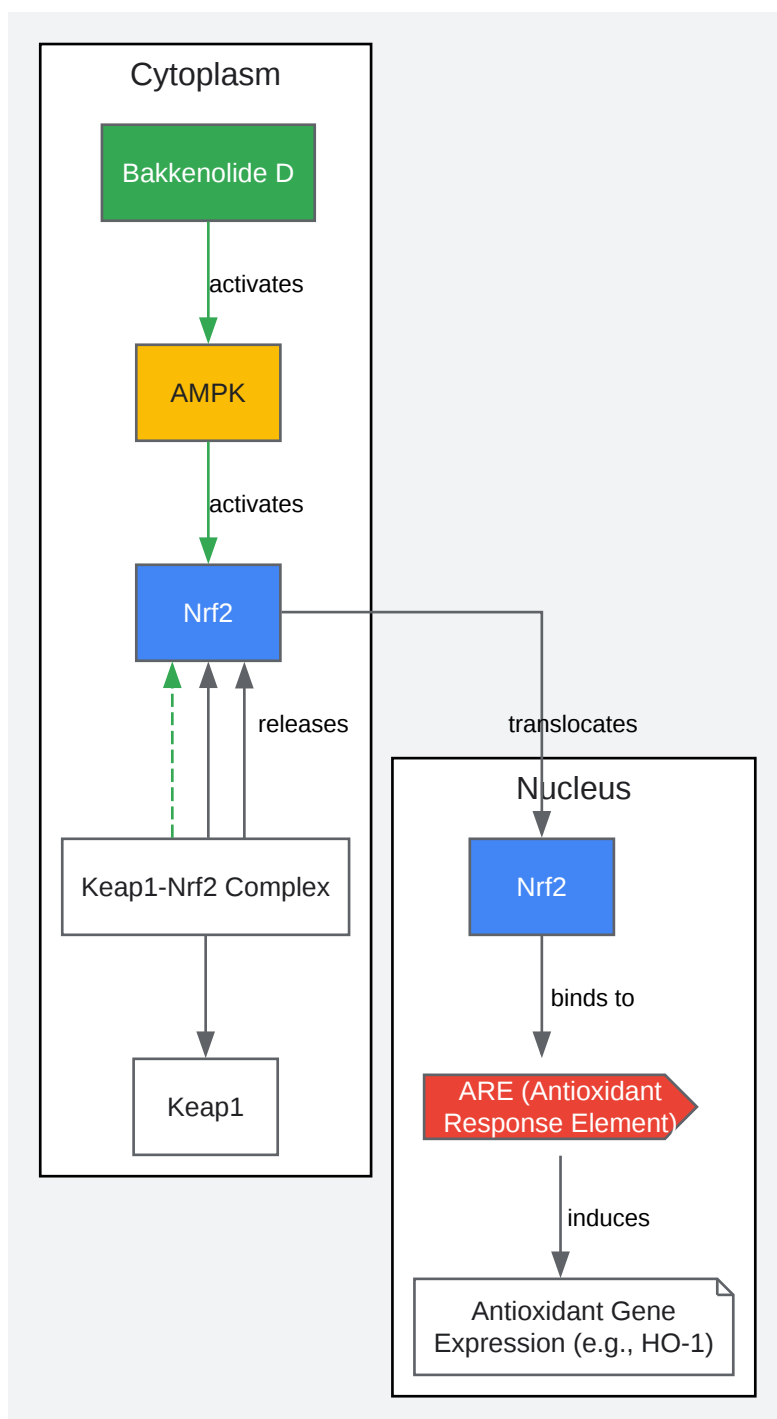 Cytoplasm
Bakkenolide D
activates
AMPK
activates
Nrf2
releases
translocates
Keap1-Nrf2 Complex
Keap1
Nucleus
Nrf2
binds to
ARE (Antioxidant
Response Element)
induces
Antioxidant Gene
Expression (e.g., HO-1)